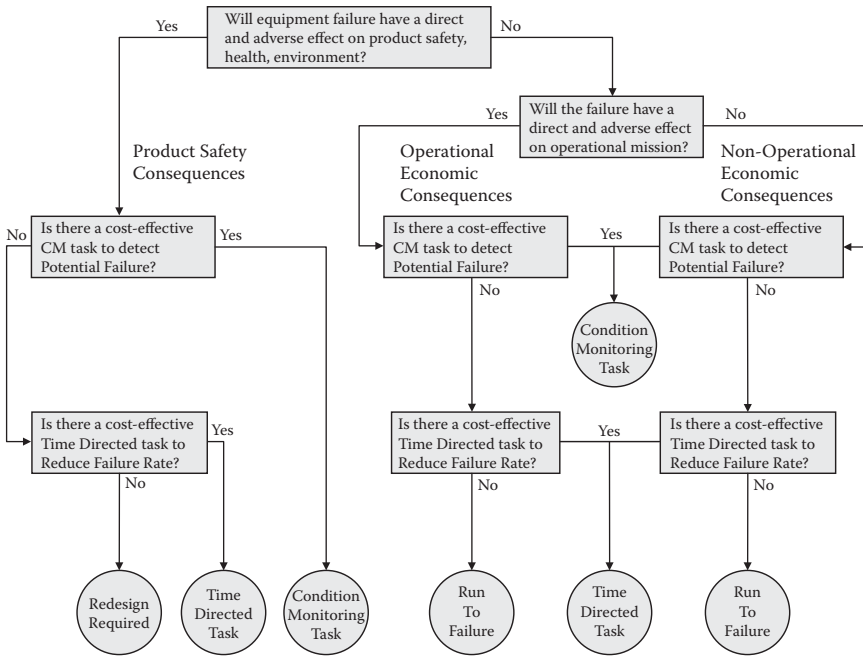 Will equipment failure have a direct
and adverse effect on product safety,
health, environment?
Yes
No
Will the failure have a
direct and adverse effect
on operational mission?
Yes
No
Product Safety
Consequences
Operational
Economic
Consequences
Non-Operational
Economic
Consequences
Is there a cost-effective
CM task to detect
Potential Failure?
No
Yes
Is there a cost-effective
CM task to detect
Potential Failure?
Yes
No
Is there a cost-effective
CM task to detect
Potential Failure?
No
Condition
Monitoring
Task
Is there a cost-effective
Time Directed task to
Reduce Failure Rate?
Yes
No
Is there a cost-effective
Time Directed task to
Reduce Failure Rate?
Yes
No
Is there a cost-effective
Time Directed task to
Reduce Failure Rate?
No
Redesign
Required
Time
Directed
Task
Condition
Monitoring
Task
Run
To
Failure
Time
Directed
Task
Run
To
Failure